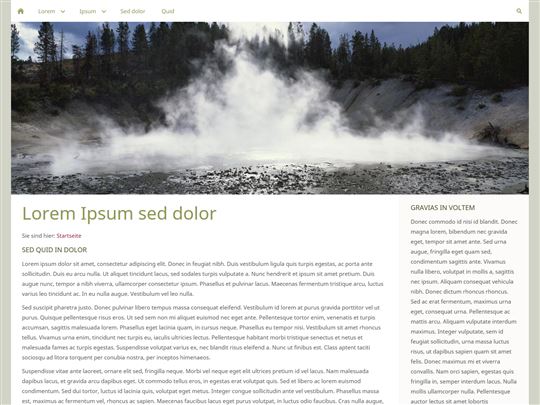 Lorem Ipsum Sed dolor Quid
Lorem Ipsum sed dolor
Sie sind hier: Startseite
SED QUID IN DOLOR
Lorem ipsum dolor sit amet, consectetur adipiscing elit. Donec in feugiat nibh. Duis vestibulum ligula quis turpis egestas, ac porta ante
sollicitudin. Duis eu arcu nulla. Ut aliquet tincidunt lacus, sed sodales turpis vulputate a. Nunc hendrerit et ipsum sit amet pretium. Duis
augue nunc, tempor a nibh viverra, ullamcorper consectetur ipsum. Phasellus et pulvinar lacus. Maecenas fermentum tristique arcu, luctus
varius leo tincidunt ac. In eu nulla augue. Vestibulum vel leo nulla.
Sed suscipit pharetra justo. Donec pulvinar libero tempus massa consequat eleifend. Vestibulum id lorem at purus gravida porttitor vel ut
purus. Quisque pellentesque risus eros. Ut sed sem non mi aliquet euismod nec eget ante. Pellentesque tortor enim, venenatis et turpis
accumsan, sagittis malesuada lorem. Phasellus eget lacinia quam, in cursus neque. Phasellus eu tempor nisi. Vestibulum sit amet rhoncus
tellus. Vivamus urna enim, tincidunt nec turpis eu, iaculis ultricies lectus. Pellentesque habitant morbi tristique senectus et netus et
malesuada fames ac turpis egestas. Suspendisse volutpat varius ex, nec blandit risus eleifend a. Nunc ut finibus est. Class aptent taciti
sociosqu ad litora torquent per conubia nostra, per inceptos himenaeos.
Suspendisse vitae ante laoreet, ornare elit sed, fringilla neque. Morbi vel neque eget elit ultricies pretium id vel lacus. Nam malesuada
dapibus lacus, et gravida arcu dapibus eget. Ut commodo tellus eros, in egestas erat volutpat quis. Sed et libero ac lorem euismod
condimentum. Sed dui tortor, luctus id lacinia quis, volutpat eget metus. Integer congue sollicitudin ante vel vestibulum. Phasellus massa
est, maximus ac fermentum vel, rhoncus ac sapien. Maecenas faucibus lacus eget purus volutpat, in luctus odio faucibus. Cras nulla augue,
GRAVIAS IN VOLTEM
Donec commodo id nisi id blandit. Donec
magna lorem, bibendum nec gravida
eget, tempor sit amet ante. Sed urna
augue, fringilla eget quam sed,
condimentum sagittis ante. Vivamus
nulla libero, volutpat in mollis a, sagittis
nec ipsum. Aliquam consequat vehicula
nibh. Donec dictum rhoncus rhoncus.
Sed ac erat fermentum, maximus urna
eget, consequat urna. Pellentesque ac
mattis arcu. Aliquam vulputate interdum
maximus. Integer vulputate, sem id
feugiat sollicitudin, urna massa luctus
risus, ut dapibus sapien quam sit amet
felis. Donec maximus mi et viverra
convallis. Nam orci sapien, egestas quis
fringilla in, semper interdum lacus. Nulla
mollis ullamcorper nulla. Pellentesque
auctor lectus sit amet lobortis